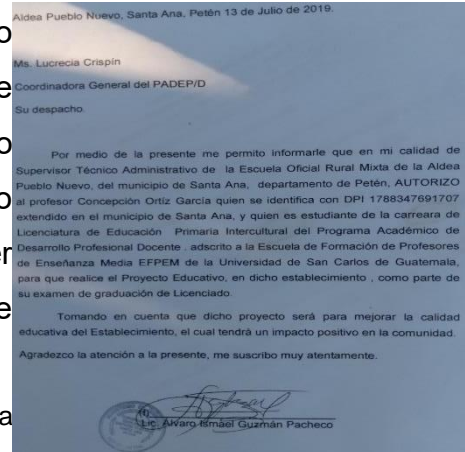 Aldea Pueblo Nuevo, Santa Ana, Petén 13 de Julio de 2019.
o
Ms. Lucrecia Crispín
e
Coordinadora General del PADEP/D
Su despacho
o
Por medio de la presente me permito informarle que en mi calidad de
Supervisor Técnico Administrativo de la Escuela Oficial Rural Mixta de la Aldea
Pueblo Nuevo, del municipio de Santa Ana, departamento de Petén, AUTORIZO
o
al profesor Concepción Ortíz García quien se identifica con DPI 1788347691707
extendido en el municipio de Santa Ana, y quien es estudiante de la carreara de
Licenciatura de Educación Primaria Intercultural del Programa Académico de
er
Desarrollo Profesional Docente . adscrito a la Escuela de Formación de Profesores
de Enseñanza Media EFPEM de la Universidad de San Carlos de Guatemala,
para que realice el Proyecto Educativo, en dicho establecimiento , como parte de
su examen de graduación de Licenciado.
e
Tomando en cuenta que dicho proyecto será para mejorar la calidad
educativa del Establecimiento, el cual tendrá un impacto positivo en la comunidad.
Agradezco la atención a la presente, me suscribo muy atentamente.
a
(f)
Lic. Alvaro Ismael Guzmán Pacheco